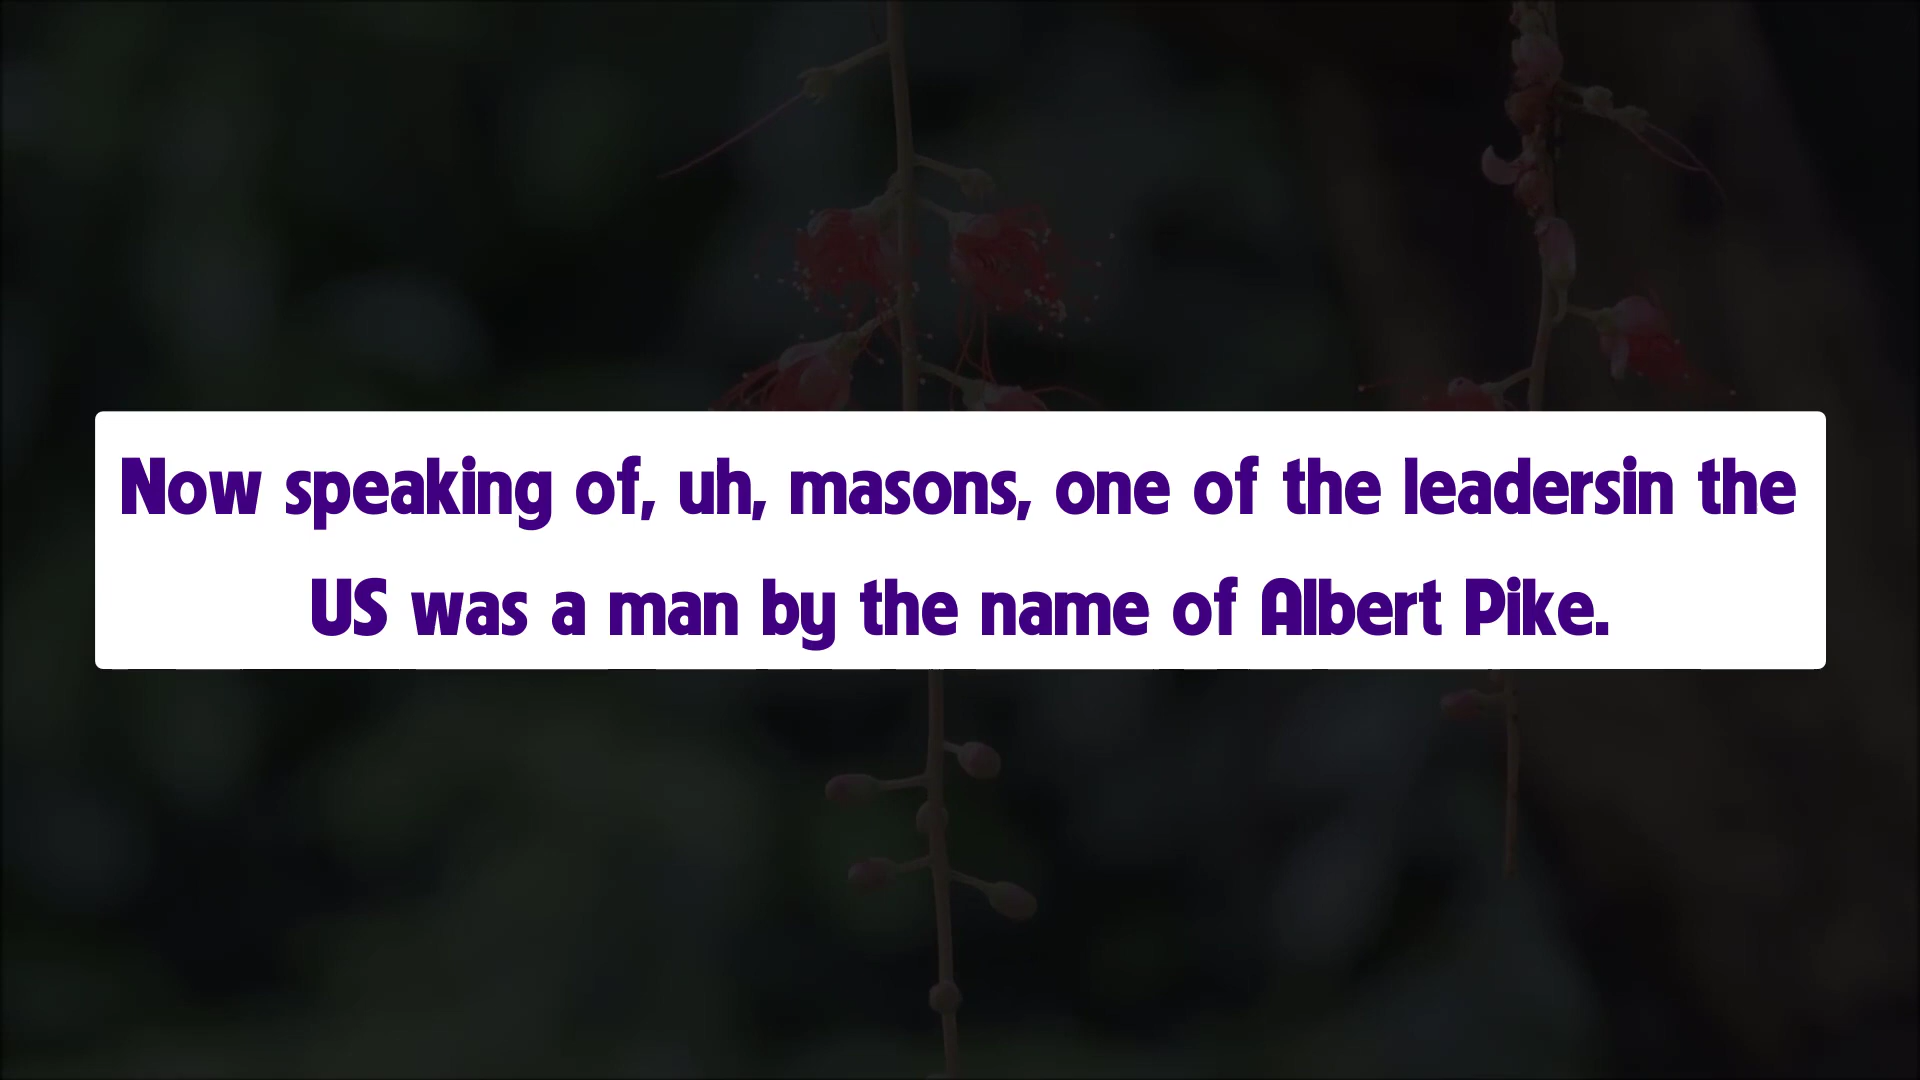 Now speaking of, uh, masons, one of the leadersin the
US was a man by the name of Albert Pike.